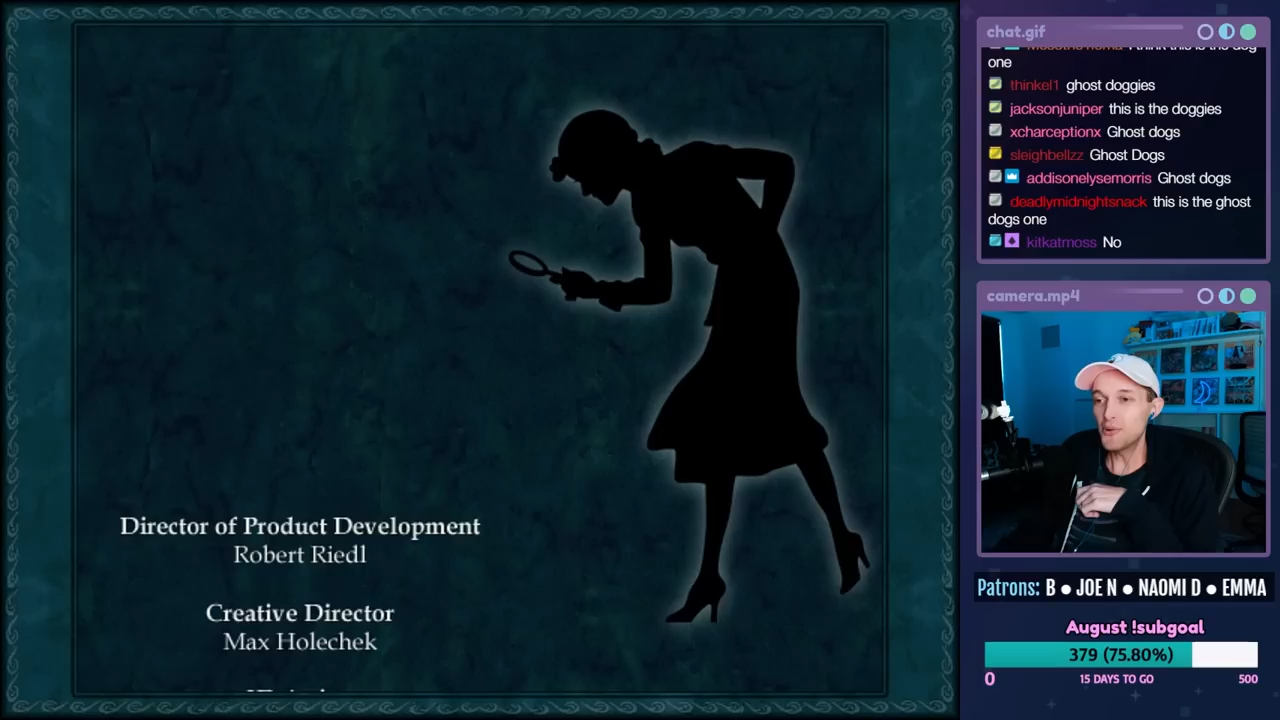 Director of Product Development
Robert Riedl
Creative Director
Max Holechek
chat.gif
one
thinkel1 ghost doggies
jacksonjuniper this is the doggies
xcharceptionx Ghost dogs
sleighbellzz Ghost Dogs
addisonelysemorris Ghost dogs
deadlymidnightsnack this is the ghost
dogs one
kitkatmoss No
camera.mp4
Patrons: B ● JOE N ● NAOMI D ● EMMA
August !subgoal
379 (75.80%)
0 15 DAYS TO GO 500